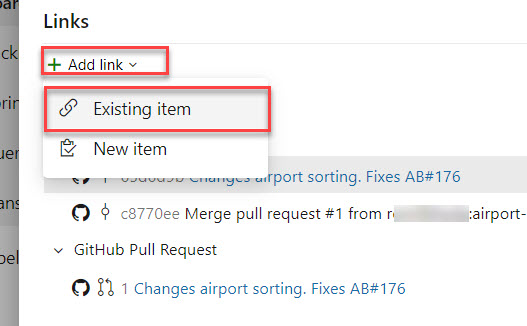 Links
+ Add link
Existing item
New item
Changes airport sorting. Fixes AB#176
c8770ee Merge pull request #1 from :airport-
GitHub Pull Request
1 Changes airport sorting. Fixes AB#176